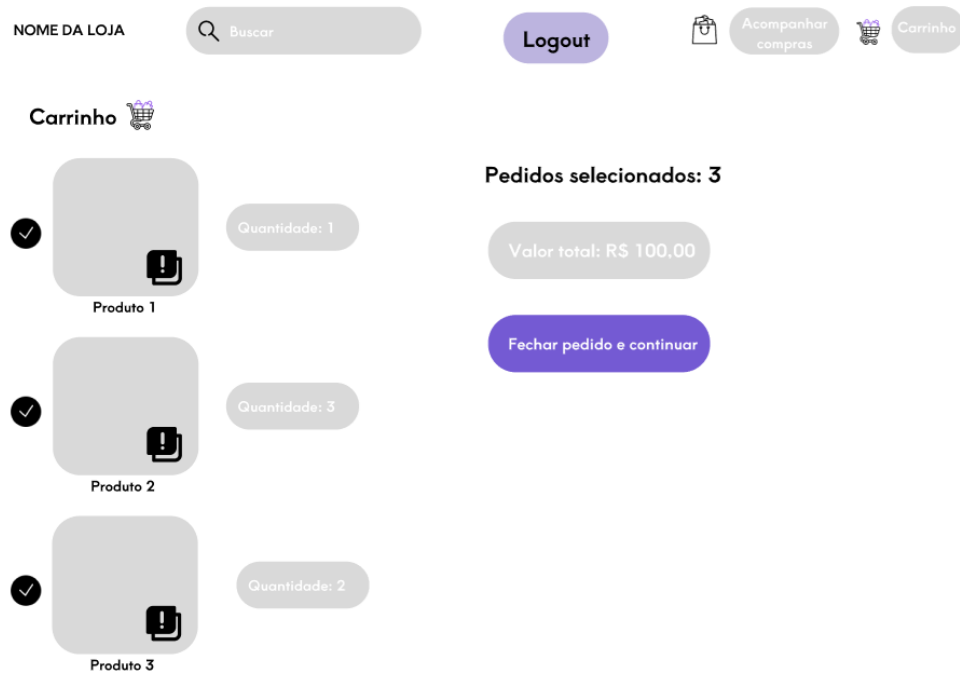 NOME DA LOJA
Buscar
Logout
Acompanhar
compras
Carrinho
Carrinho
Pedidos selecionados: 3
Quantidade: 1
Valor total: R$ 100,00
Produto 1
Fechar pedido e continuar
Quantidade: 3
Produto 2
Quantidade: 2
Produto 3